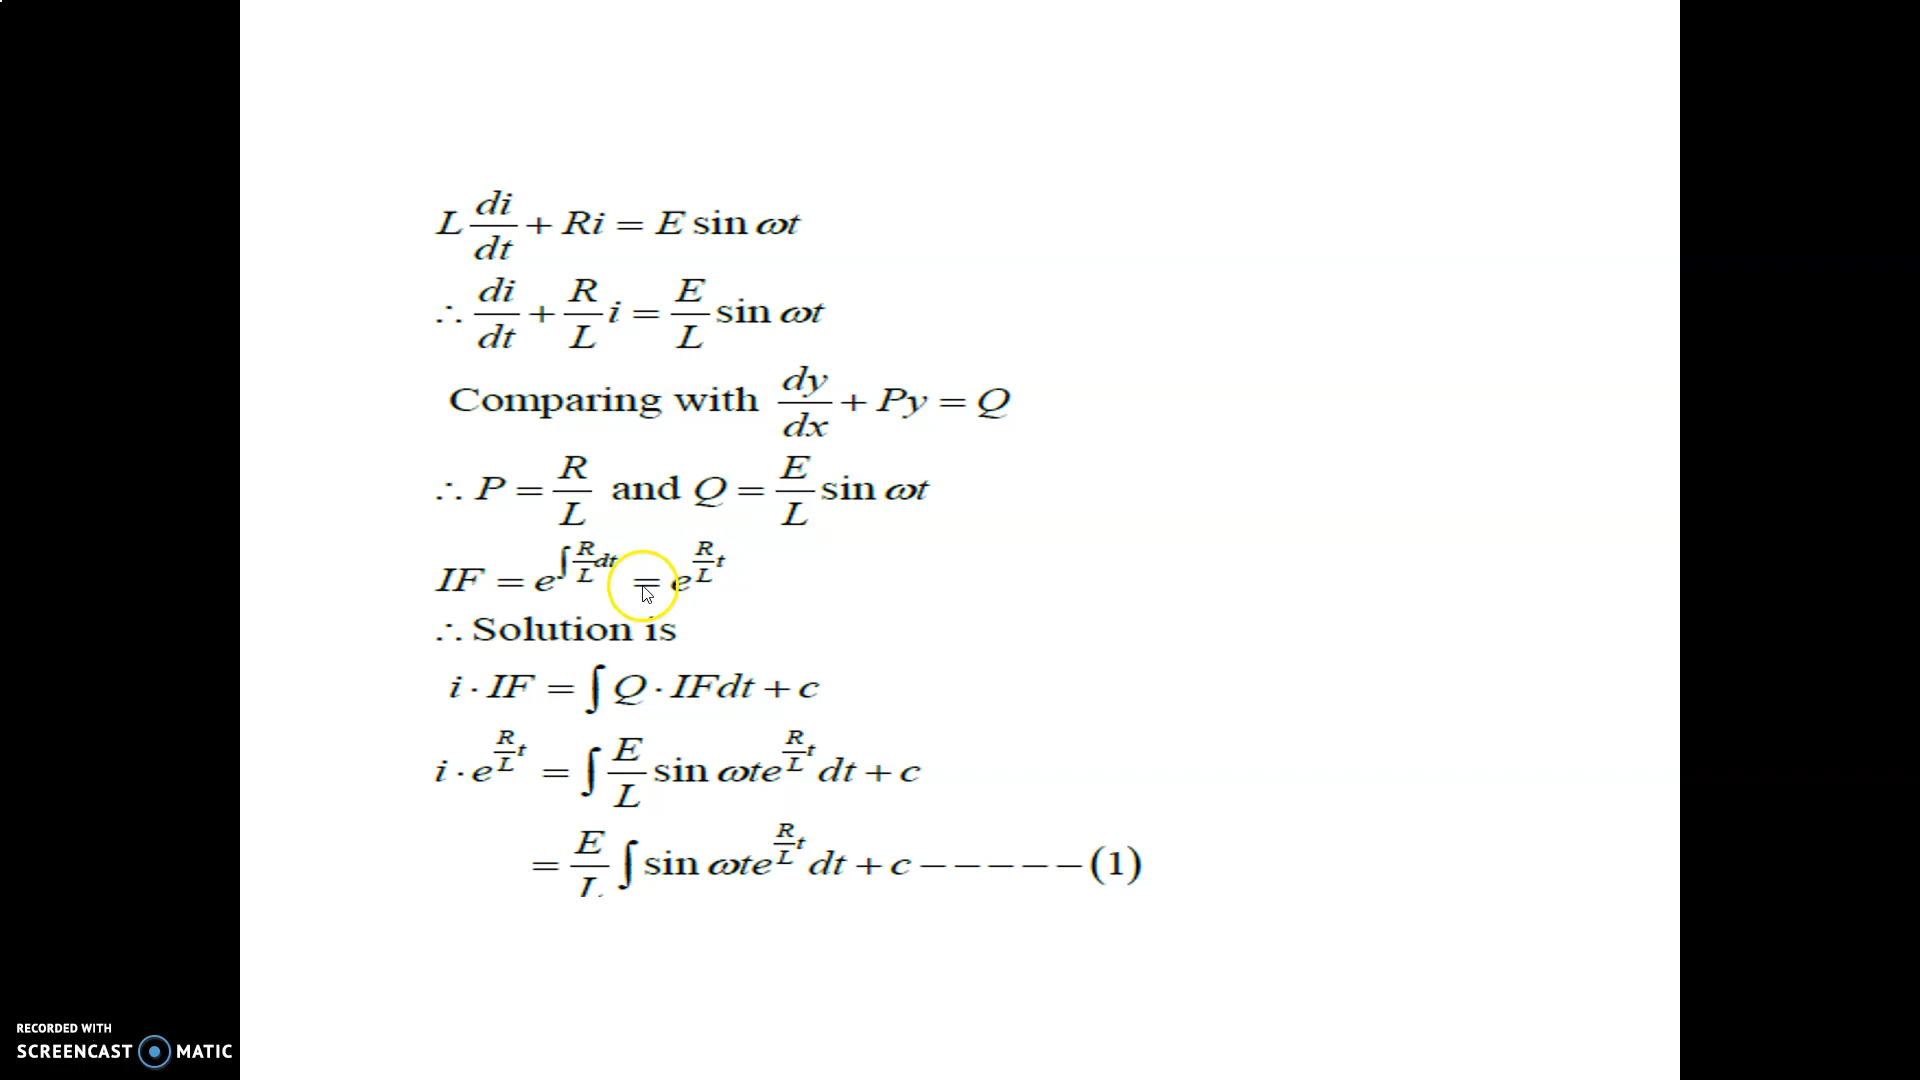 L di/dt + Ri = E sin ωt
∴ di/dt + R/L i = E/L sin ωt
Comparing with dy/dx + Py = Q
∴ P = R/L and Q = E/L sin ωt
IF = e^{∫ R/L dt} = e^{R/L t}
∴ Solution is
i · IF = ∫ Q · IF dt + c
i · e^{R/L t} = ∫ E/L sin ωt e^{R/L t} dt + c
= E/L ∫ sin ωt e^{R/L t} dt + c − − − − − (1)
RECORDED WITH
SCREENCAST MATIC